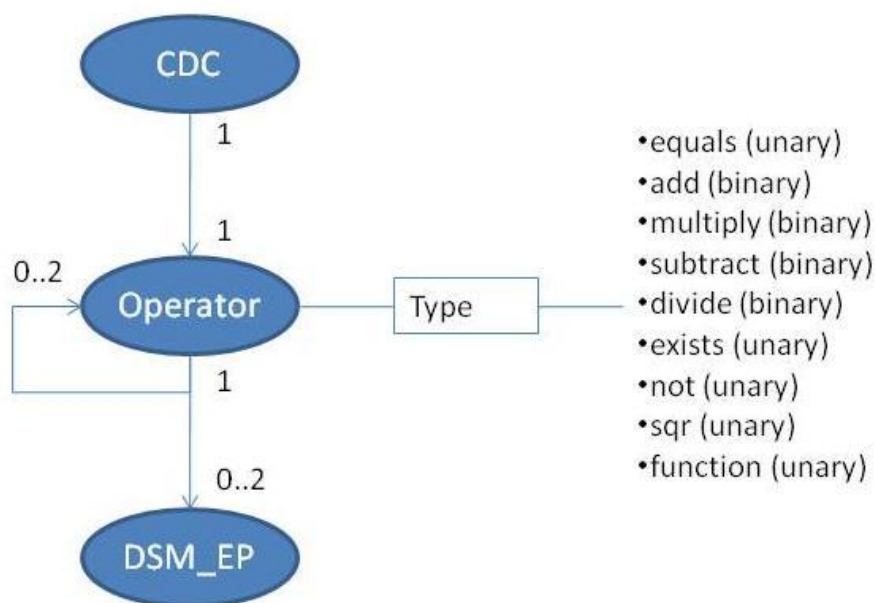 CDC
1
1
0..2
Operator
Type
1
0..2
DSM_EP
•equals (unary)
•add (binary)
•multiply (binary)
•subtract (binary)
•divide (binary)
•exists (unary)
•not (unary)
•sqr (unary)
•function (unary)